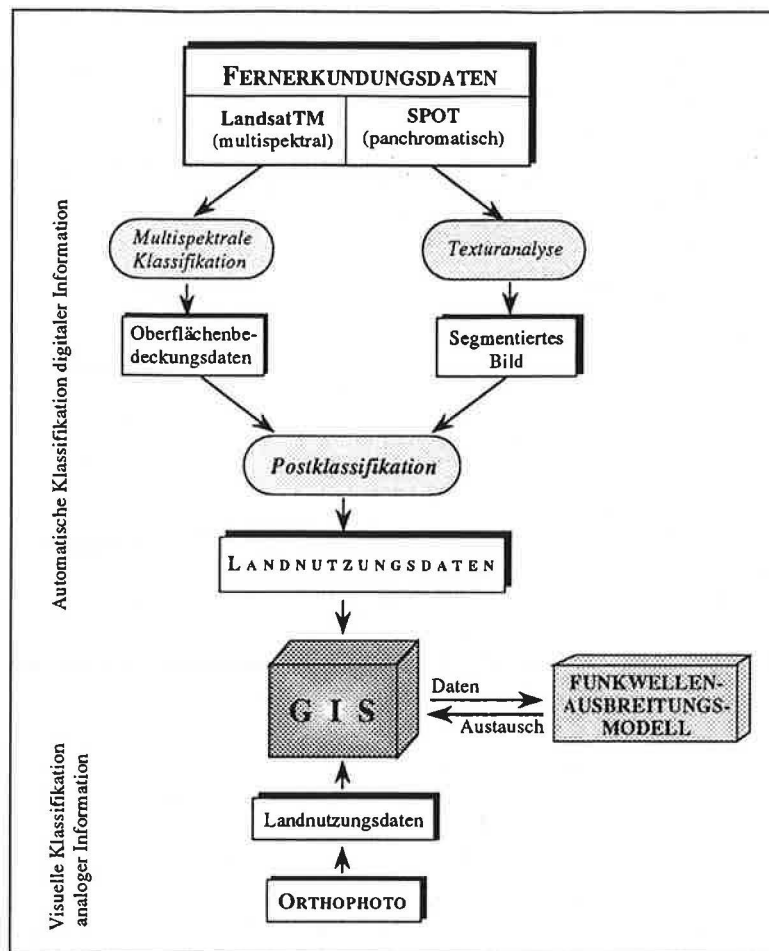 FERNERKUNDUNGSDATEN
LandsatTM
(multispektral)
SPOT
(panchromatisch)
Multispektrale
Klassifikation
Texturanalyse
Oberflächenbe-
deckungsdaten
Segmentiertes
Bild
Postklassifikation
LANDNUTZUNGSDATEN
GIS
Daten
Austausch
FUNKWELLEN-
AUSBREITUNGS-
MODELL
Landnutzungsdaten
ORTHOPHOTO
Automatische Klassifikation digitaler Information
Visuelle Klassifikation
analoger Information